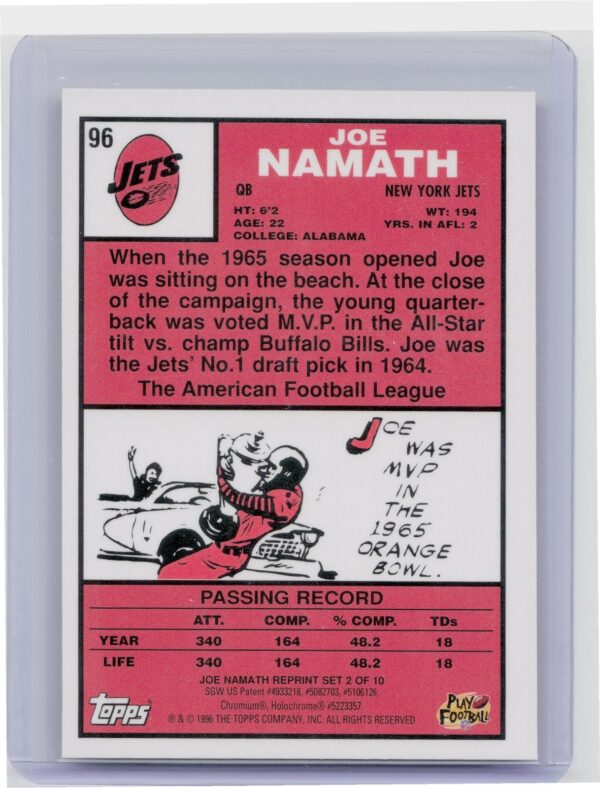 96
JETS
JOE
NAMATH
QB
NEW YORK JETS
HT: 6'2
WT: 194
AGE: 22
YRS. IN AFL: 2
COLLEGE: ALABAMA
When the 1965 season opened Joe
was sitting on the beach. At the close
of the campaign, the young quarter-
back was voted M.V.P. in the All-Star
tilt vs. champ Buffalo Bills. Joe was
the Jets' No.1 draft pick in 1964.
The American Football League
JOE
WAS
MVP
IN
THE
1965
ORANGE
BOWL.
JETS
PASSING RECORD
ATT. COMP. % COMP. TDs
YEAR 340 164 48.2 18
LIFE 340 164 48.2 18
JOE NAMATH REPRINT SET 2 OF 10
SGW US Patent #4933218, #5082703, #5106126,
Chromium®, Holochrome® #5223357
® & © 1996 THE TOPPS COMPANY, INC. ALL RIGHTS RESERVED
topps
PLAY
FOOTBALL